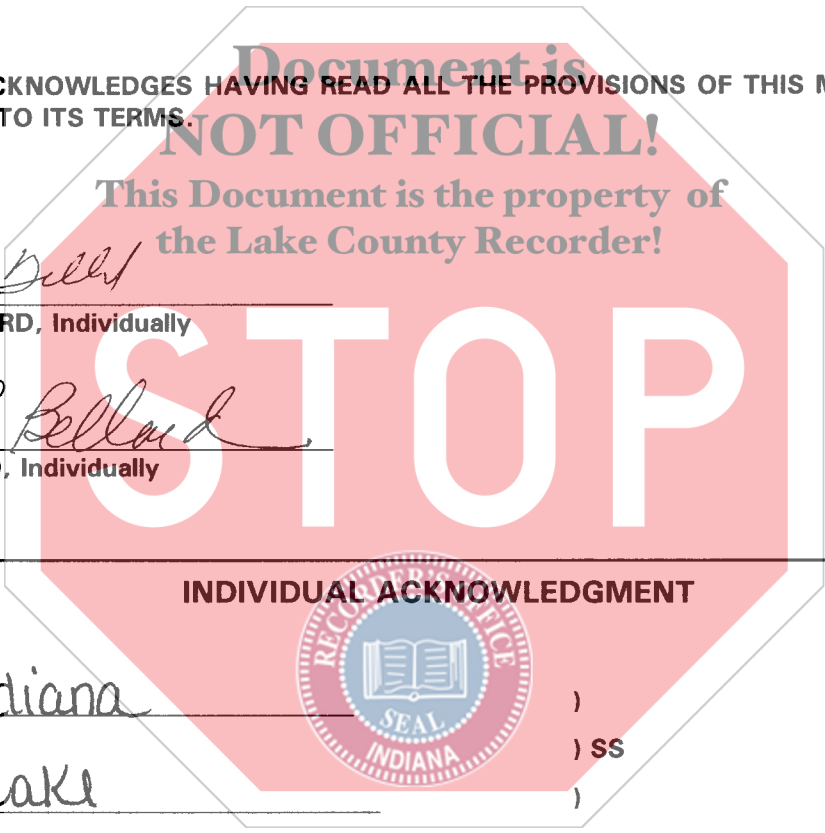 Document is
CKNOWLEDGES HAVING READ ALL THE PROVISIONS OF THIS M
TO ITS TERMS.
NOT OFFICIAL!
This Document is the property of
the Lake County Recorder!
RD, Individually
STOP
Bellard
, Individually
INDIVIDUAL ACKNOWLEDGMENT
RECORDER'S OFFICE
SEAL
INDIANA
diana )
) SS
ake )